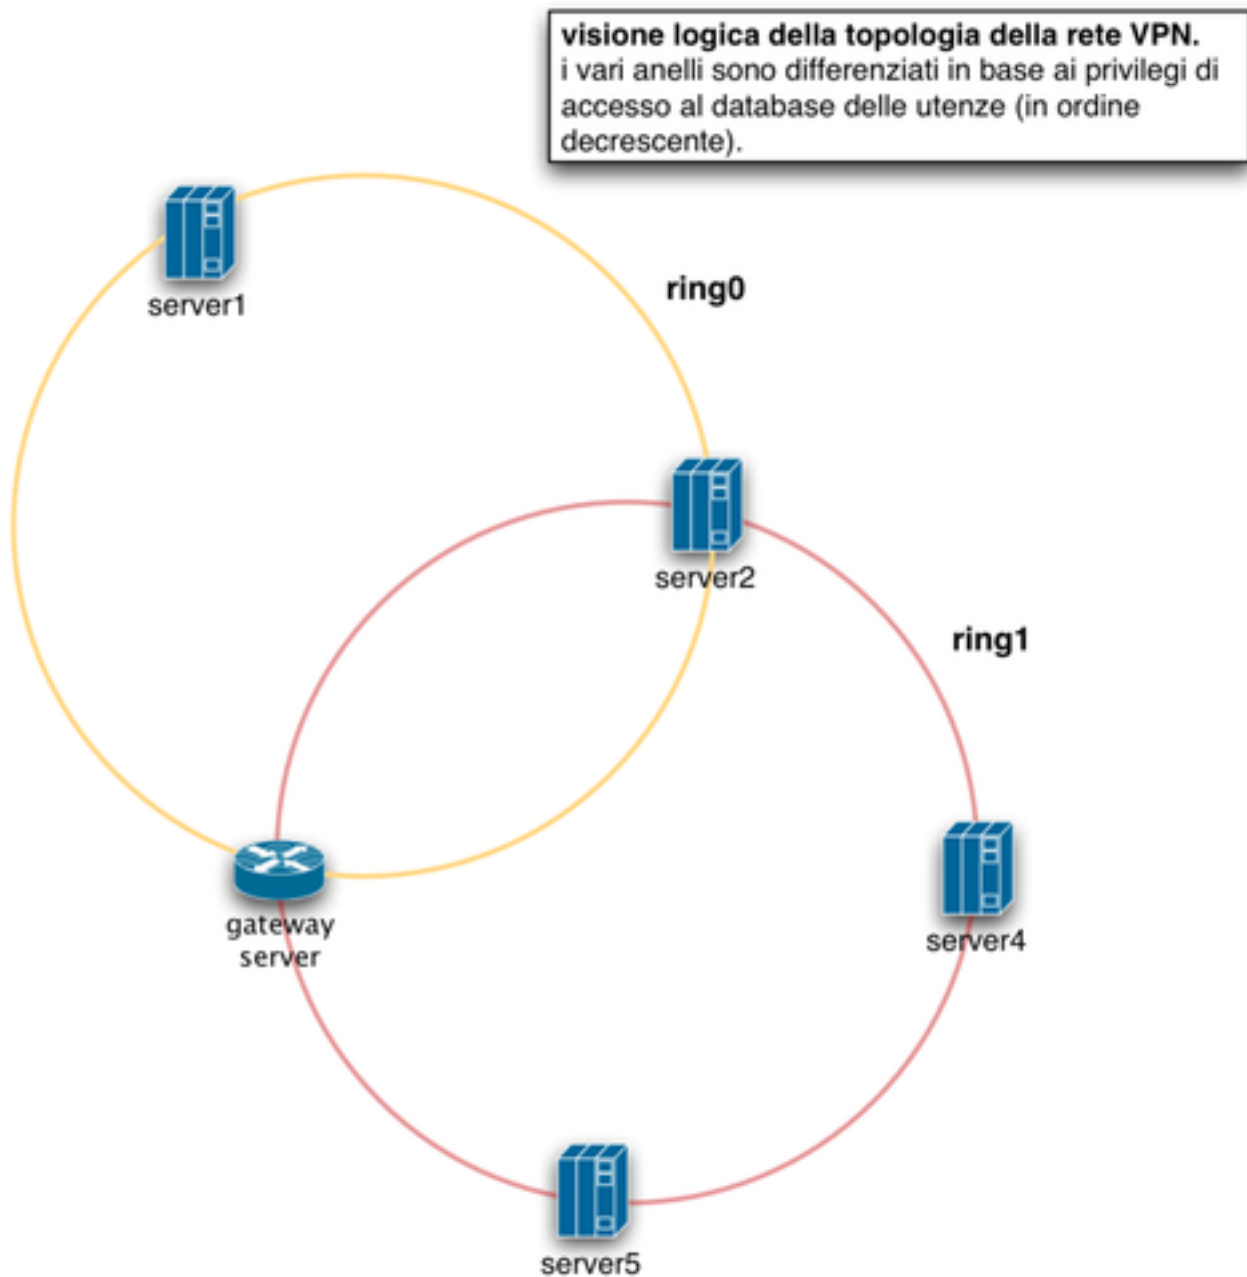 visione logica della topologia della rete VPN.
i vari anelli sono differenziati in base ai privilegi di
accesso al database delle utenze (in ordine
decrescente).
server1
ring0
server2
ring1
gateway
server
server4
server5